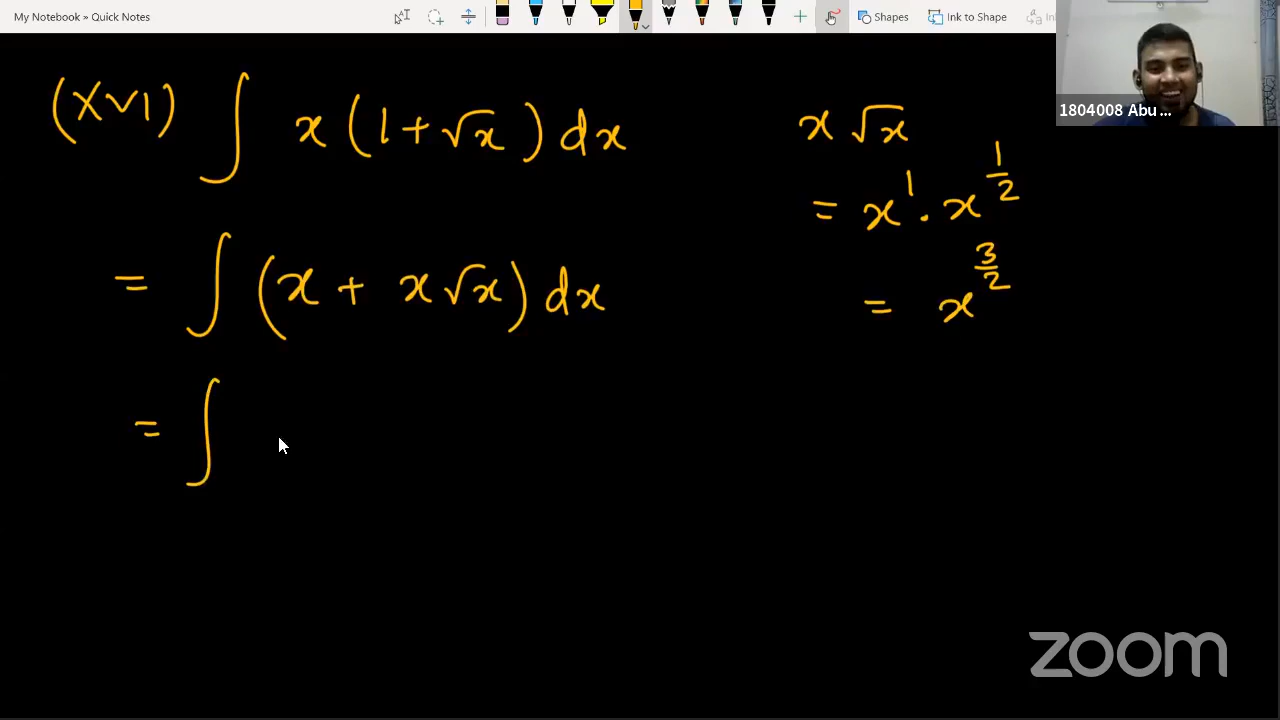 My Notebook » Quick Notes
Shapes
Ink to Shape
1804008 Abu ...
(XVI) ∫ x (1 + √x) dx
= ∫ (x + x√x) dx
= ∫
x √x
= x^1 . x^{1/2}
= x^{3/2}
zoom